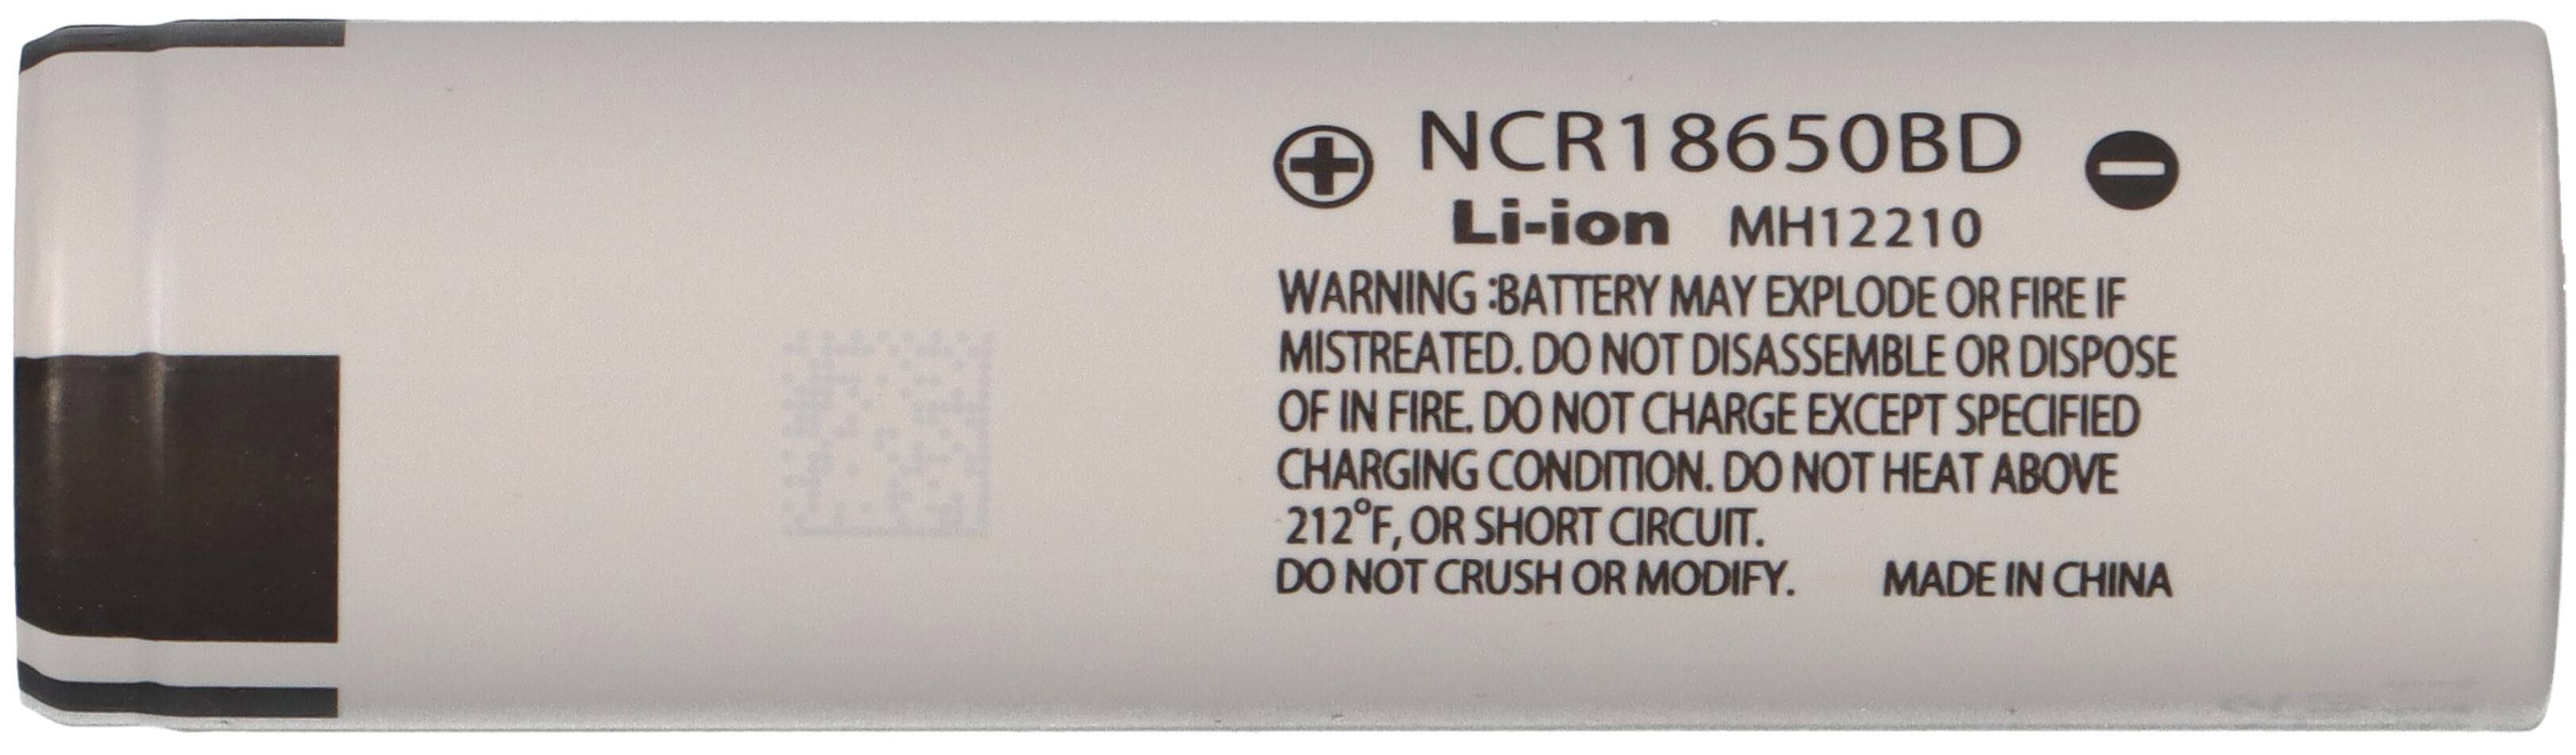 NCR18650BD
Li-ion MH12210
WARNING :BATTERY MAY EXPLODE OR FIRE IF
MISTREATED. DO NOT DISASSEMBLE OR DISPOSE
OF IN FIRE. DO NOT CHARGE EXCEPT SPECIFIED
CHARGING CONDITION. DO NOT HEAT ABOVE
212°F, OR SHORT CIRCUIT.
DO NOT CRUSH OR MODIFY. MADE IN CHINA